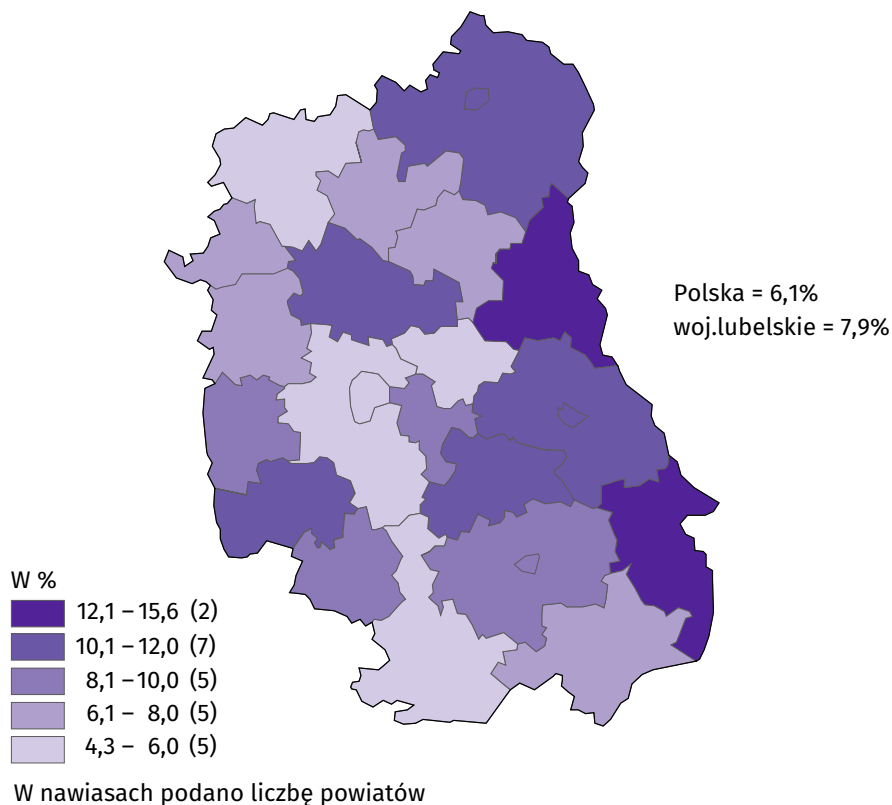 Polska = 6,1%
woj.lubelskie = 7,9%
W %
12,1 – 15,6 (2)
10,1 – 12,0 (7)
8,1 – 10,0 (5)
6,1 – 8,0 (5)
4,3 – 6,0 (5)
W nawiasach podano liczbę powiatów